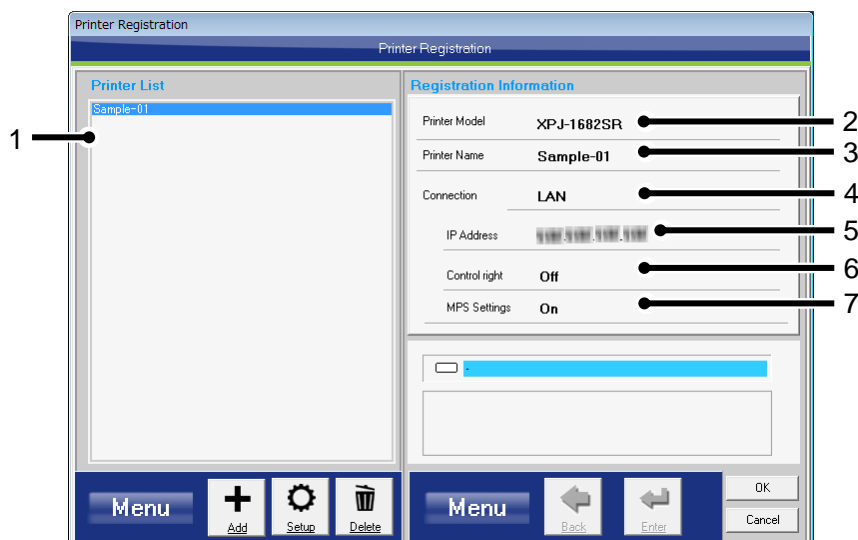 Printer Registration
Printer Registration
Printer List
Sample-01
1
Registration Information
Printer Model XPJ-1682SR 2
Printer Name Sample-01 3
Connection LAN 4
IP Address 5
Control right Off 6
MPS Settings On 7
Menu
Add
Setup
Delete
Menu
Back
Enter
OK
Cancel